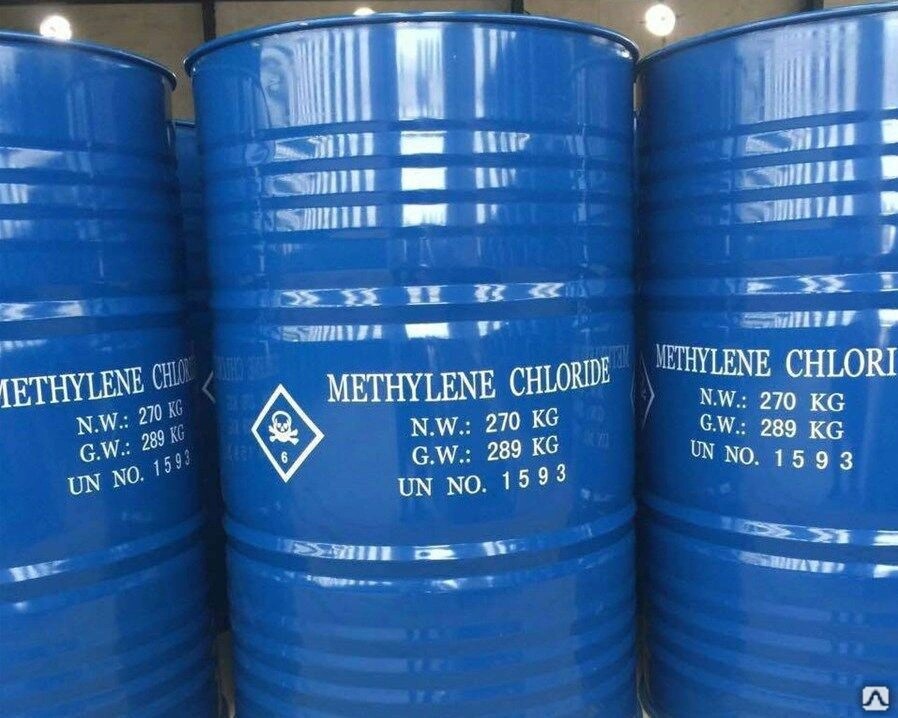 METHYLENE CHLOR
N.W.: 270 KG
G.W.: 289 KG
UN NO. 1593
6
METHYLENE CHLORIDE
N.W.: 270 KG
G.W.: 289 KG
UN NO. 1593
METHYLENE CHLORI
N.W.: 270 KG
G.W.: 289 KG
UN NO. 1593